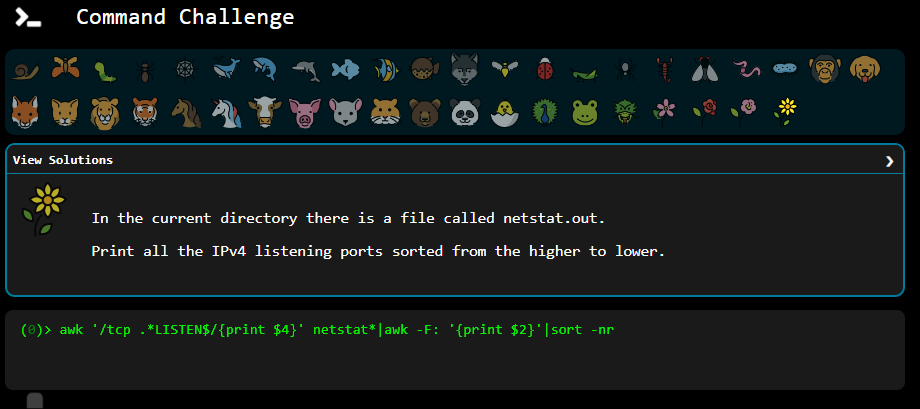 Command Challenge
View Solutions
In the current directory there is a file called netstat.out.
Print all the IPv4 listening ports sorted from the higher to lower.
(0)> awk '/tcp .*LISTEN$/{print $4}' netstat*|awk -F: '{print $2}'|sort -nr